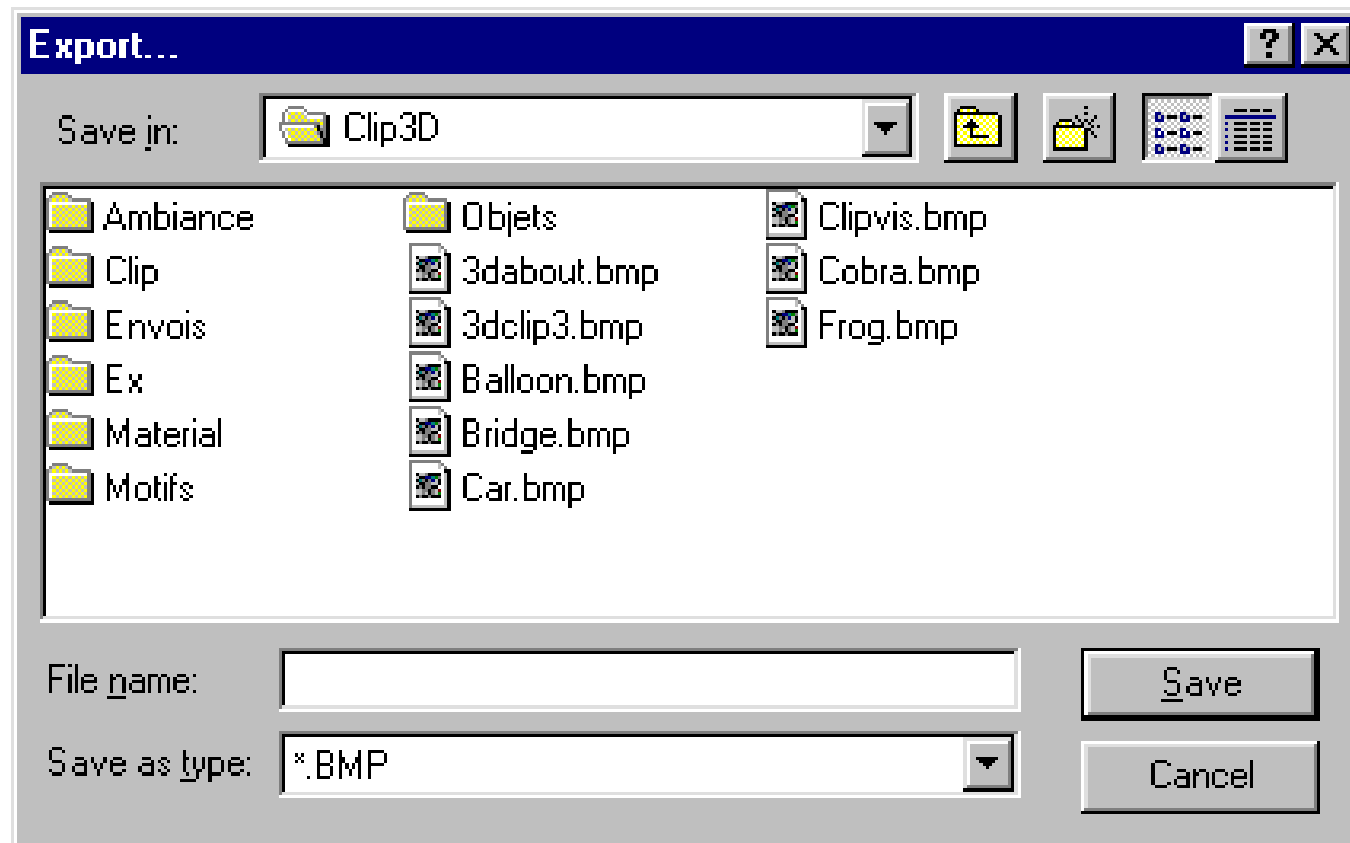 Export...
Save in: Clip3D
Ambiance Objets Clipvis.bmp
Clip 3dabout.bmp Cobra.bmp
Envois 3dclip3.bmp Frog.bmp
Ex Balloon.bmp
Material Bridge.bmp
Motifs Car.bmp
File name: Save
Save as type: *.BMP Cancel